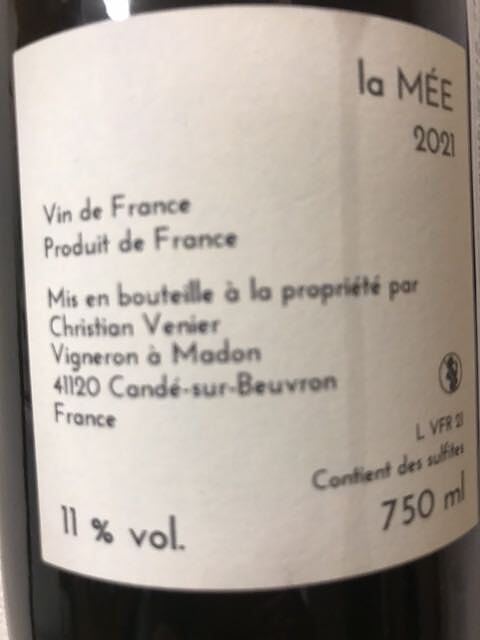 la MÉE
2021
Vin de France
Produit de France
Mis en bouteille à la propriété par
Christian Venier
Vigneron à Madon
41120 Candé-sur-Beuvron
France
L VFR 21
Contient des sulfites
11 % vol.
750 ml